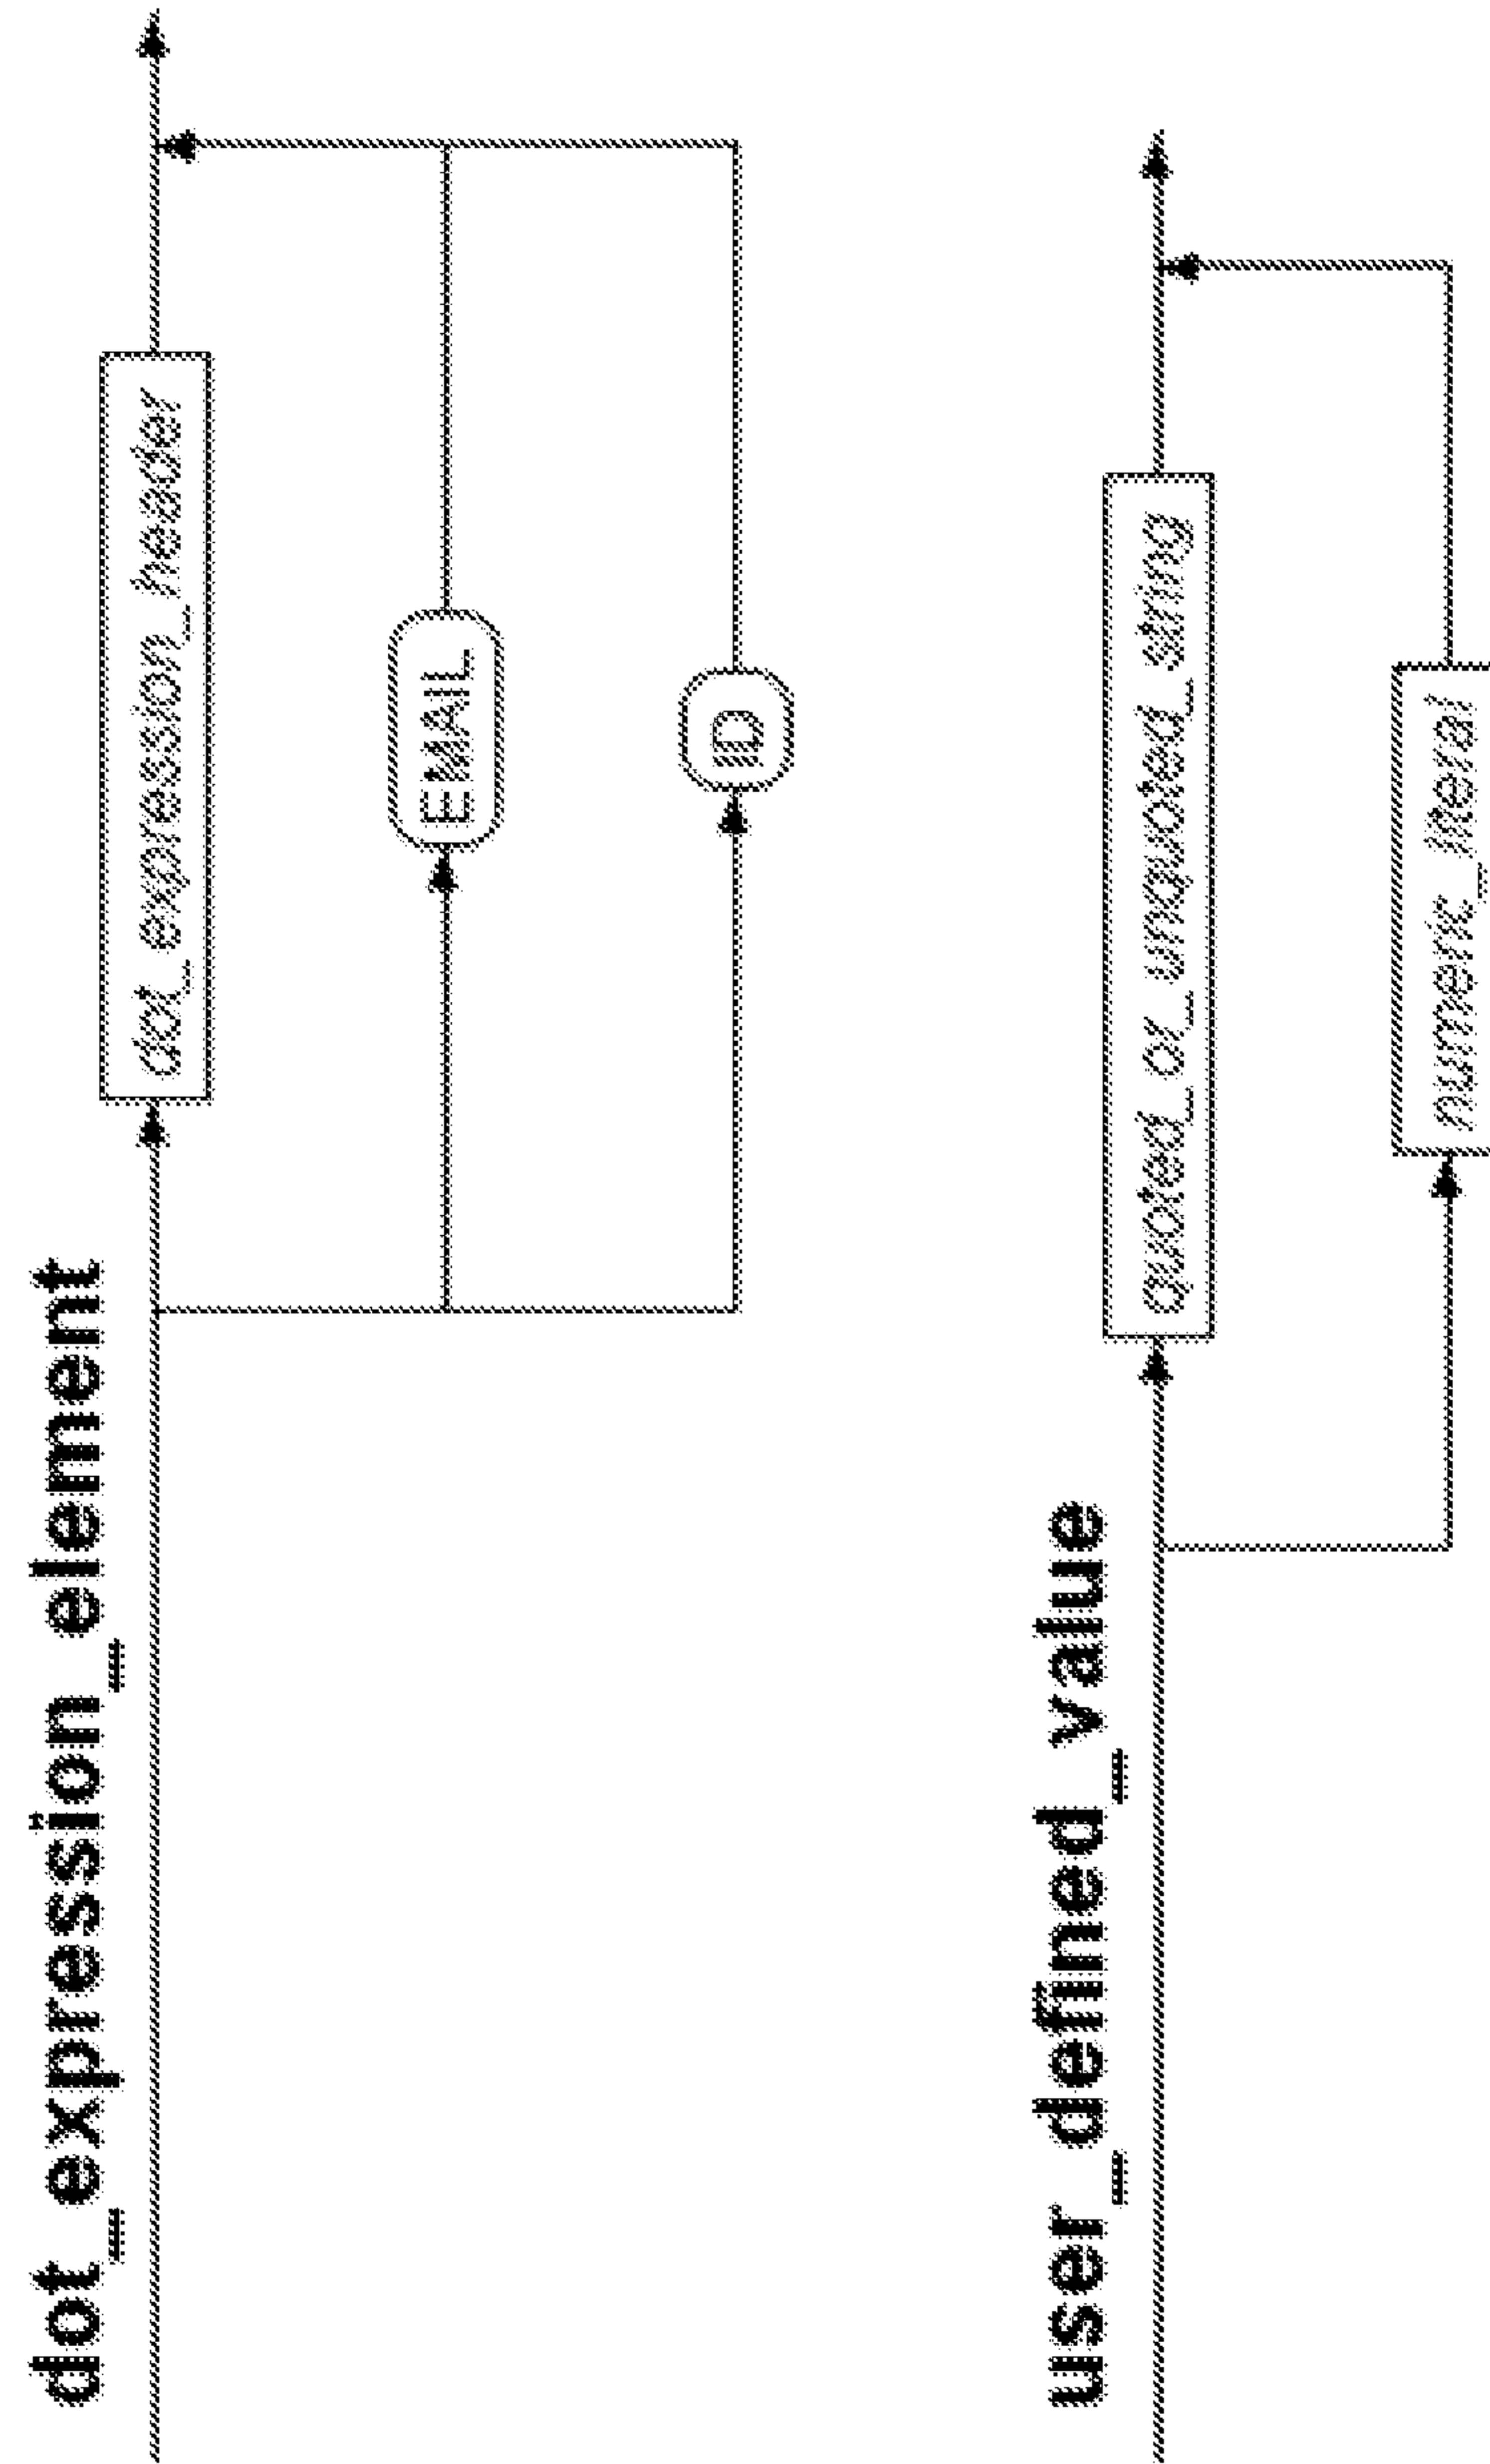 dot_expression_element
dot_expression_header
EMAIL
ID
user_defined_value
quoted_or_unquoted_string
numeric_literal